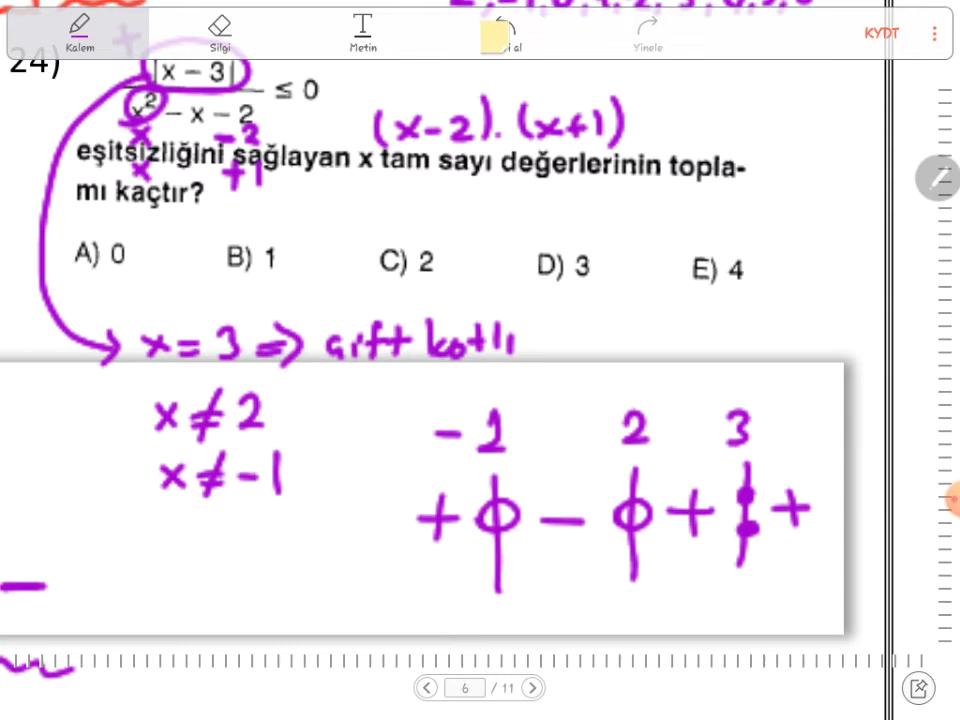 Kalem Silgi Metin al Yinele KYDT
24)
+
|x – 3|
x² – x – 2 ≤ 0
x – 2
x + 1
(x-2).(x+1)
eşitsizliğini sağlayan x tam sayı değerlerinin topla-
mı kaçtır?
A) 0 B) 1 C) 2 D) 3 E) 4
x = 3 ⇒ çift katlı
x ≠ 2
x ≠ -1
-1 2 3
+ - + +
6 / 11